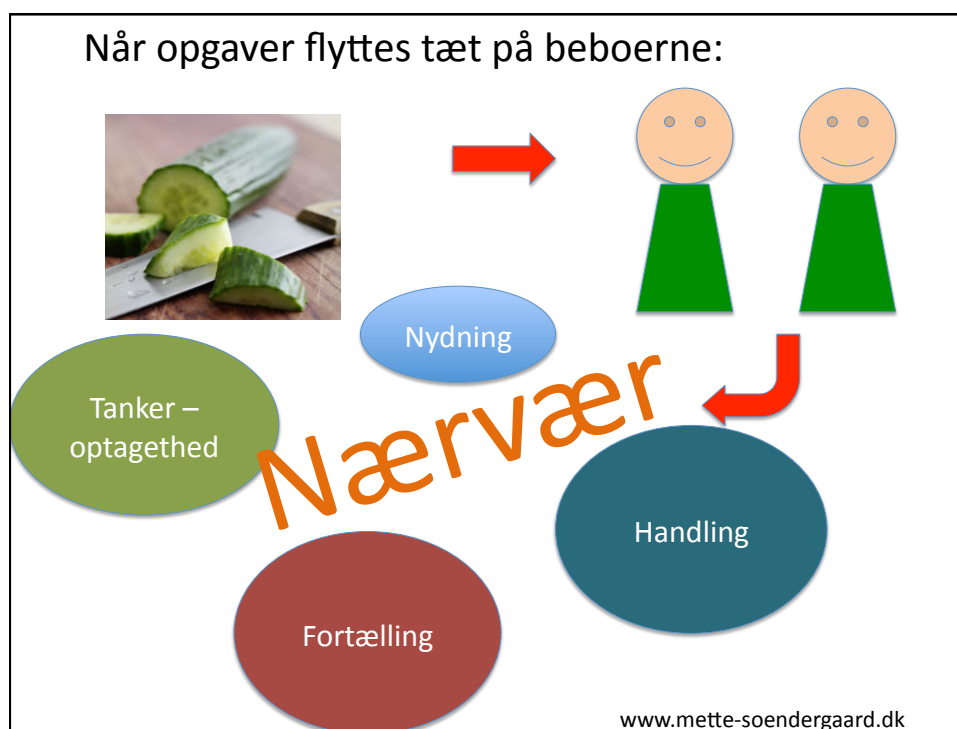 Når opgaver flyttes tæt på beboerne:
Nydning
Tanker –
optagethed
Nærvær
Handling
Fortælling
www.mette-soendergaard.dk